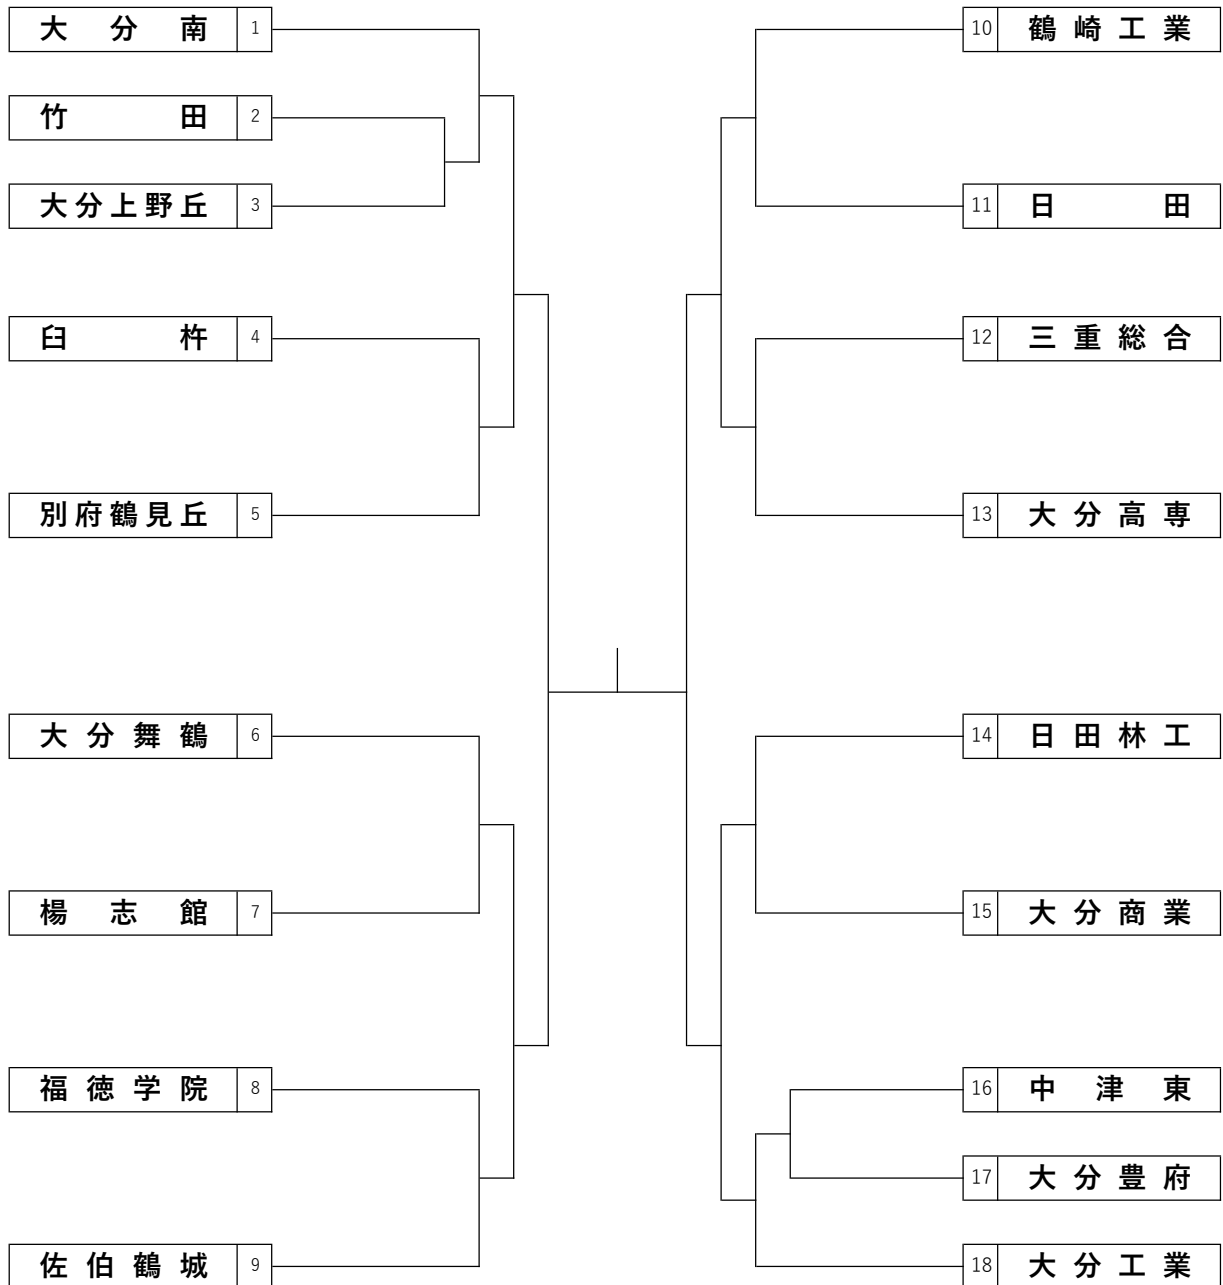 大分南 1
竹田 2
大分上野丘 3
臼杵 4
別府鶴見丘 5
大分舞鶴 6
楊志館 7
福徳学院 8
佐伯鶴城 9
10 鶴崎工業
11 日田
12 三重総合
13 大分高専
14 日田林工
15 大分商業
16 中津東
17 大分豊府
18 大分工業